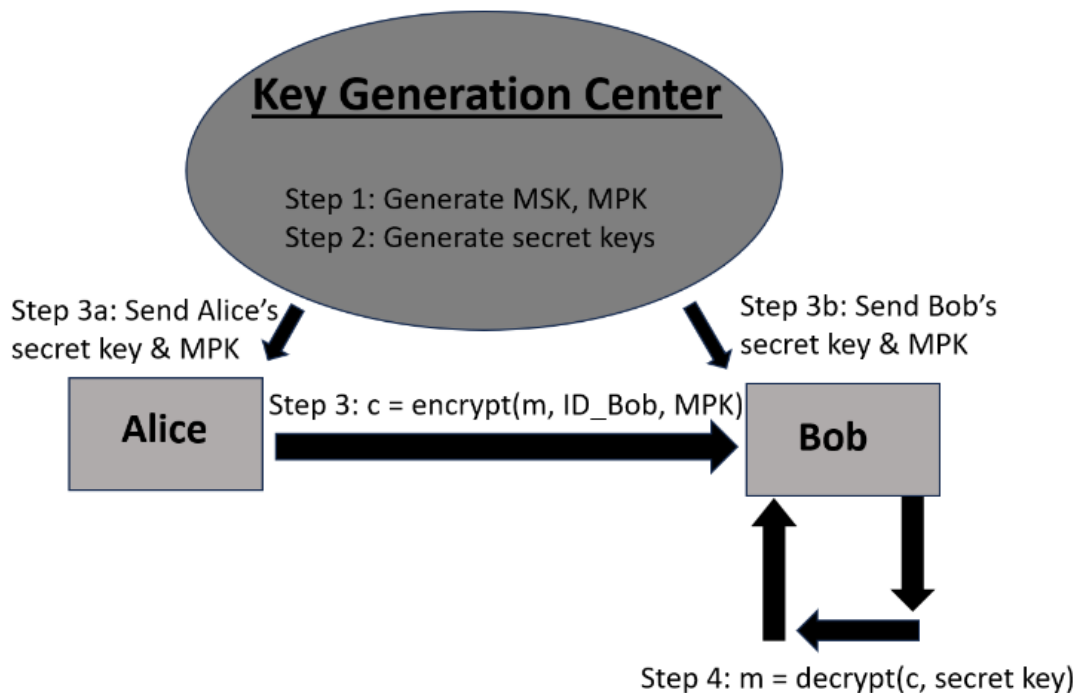 Key Generation Center
Step 1: Generate MSK, MPK
Step 2: Generate secret keys
Step 3a: Send Alice's
secret key & MPK
Step 3b: Send Bob's
secret key & MPK
Alice
Step 3: c = encrypt(m, ID_Bob, MPK)
Bob
Step 4: m = decrypt(c, secret key)